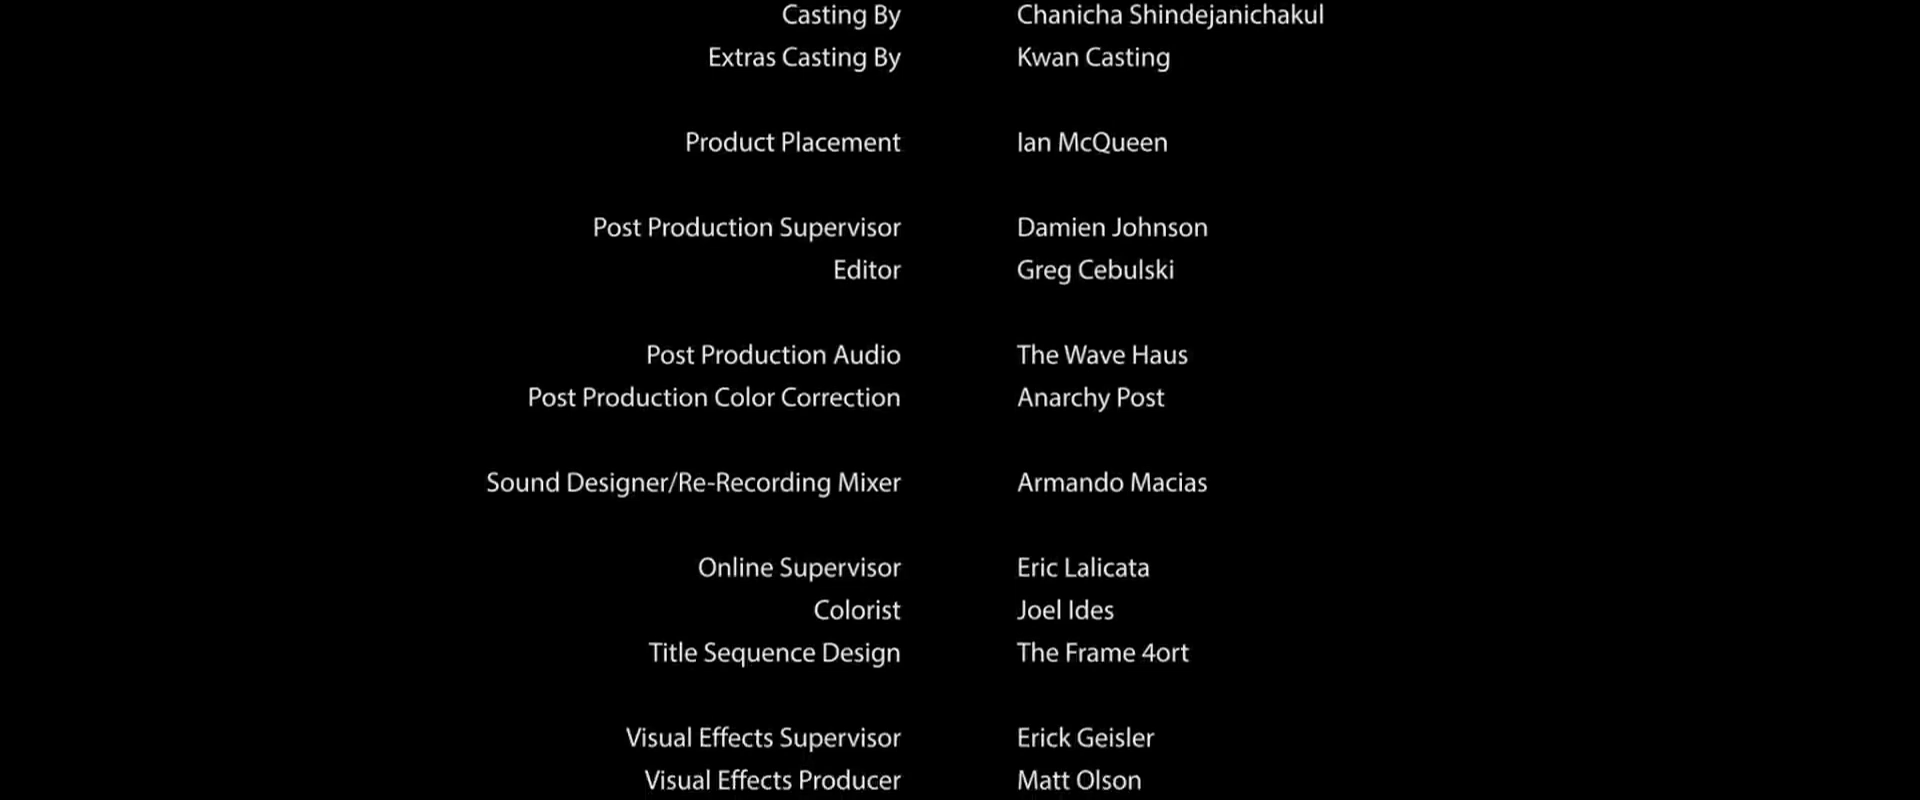 Casting By Chanicha Shindejanichakul
Extras Casting By Kwan Casting
Product Placement Ian McQueen
Post Production Supervisor Damien Johnson
Editor Greg Cebulski
Post Production Audio The Wave Haus
Post Production Color Correction Anarchy Post
Sound Designer/Re-Recording Mixer Armando Macias
Online Supervisor Eric Lalicata
Colorist Joel Ides
Title Sequence Design The Frame 4ort
Visual Effects Supervisor Erick Geisler
Visual Effects Producer Matt Olson